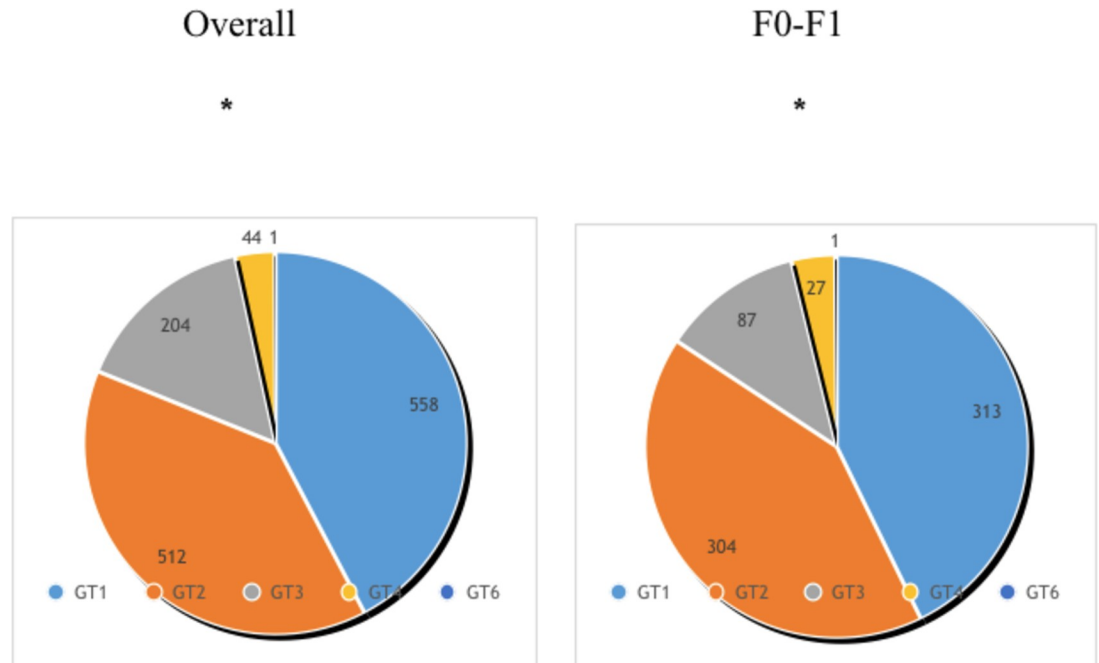 Overall
*
44 1
204
558
512
GT1 GT2 GT3 GT4 GT6
F0-F1
*
1
27
87
313
304
GT1 GT2 GT3 GT4 GT6